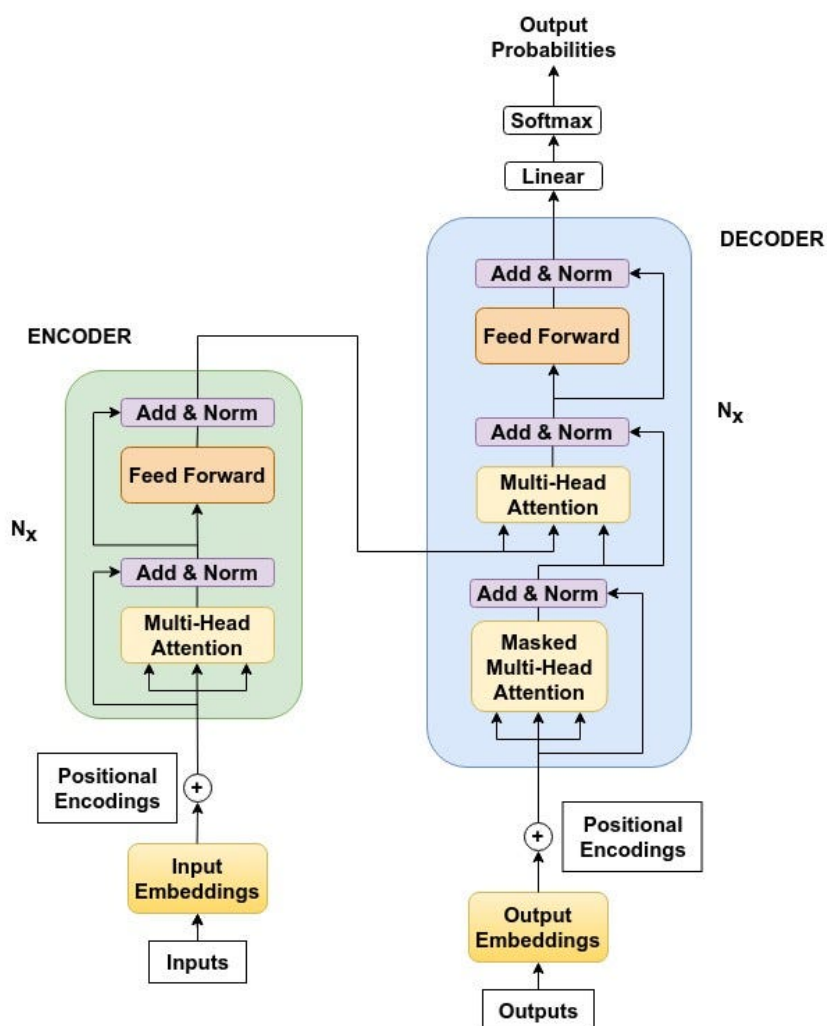 Output
Probabilities
Softmax
Linear
DECODER
Add & Norm
Feed Forward
ENCODER
Add & Norm
Add & Norm
Nx
Feed Forward
Multi-Head
Attention
Nx
Add & Norm
Add & Norm
Multi-Head
Attention
Masked
Multi-Head
Attention
Positional
Encodings
+
Positional
Encodings
+
Input
Embeddings
Output
Embeddings
Inputs
Outputs